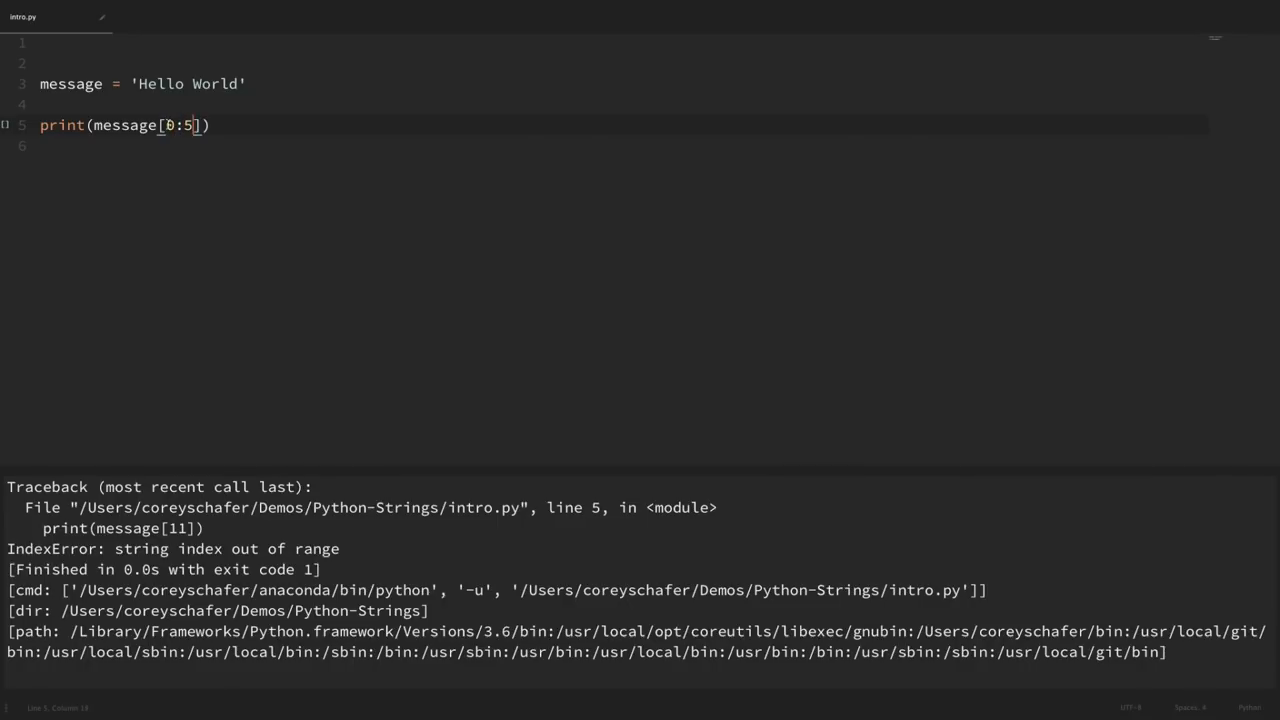 intro.py
1
2
3 message = 'Hello World'
4
[] 5 print(message[0:5])
6
Traceback (most recent call last):
File "/Users/coreyschafer/Demos/Python-Strings/intro.py", line 5, in <module>
print(message[11])
IndexError: string index out of range
[Finished in 0.0s with exit code 1]
[cmd: ['/Users/coreyschafer/anaconda/bin/python', '-u', '/Users/coreyschafer/Demos/Python-Strings/intro.py']]
[dir: /Users/coreyschafer/Demos/Python-Strings]
[path: /Library/Frameworks/Python.framework/Versions/3.6/bin:/usr/local/opt/coreutils/libexec/gnubin:/Users/coreyschafer/bin:/usr/local/git/
bin:/usr/local/sbin:/usr/local/bin:/sbin:/bin:/usr/sbin:/usr/bin:/usr/local/bin:/usr/bin:/bin:/usr/sbin:/sbin:/usr/local/git/bin]
Line 5, Column 18 UTF-8 Spaces: 4 Python